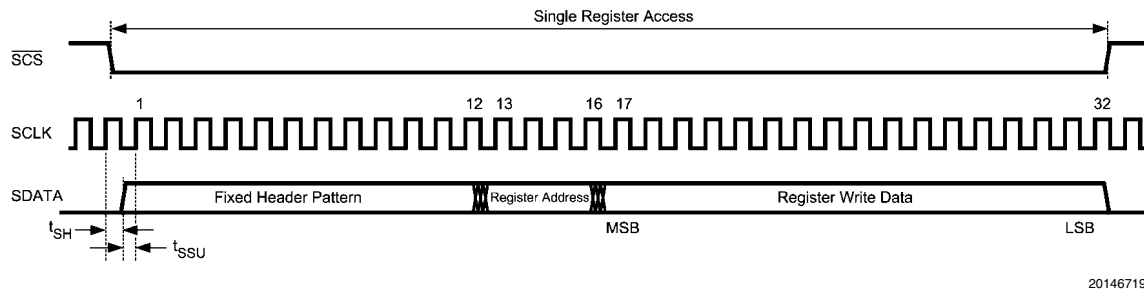 Single Register Access
SCS
1 12 13 16 17 32
SCLK
SDATA Fixed Header Pattern Register Address Register Write Data
tSH MSB LSB
tSSU
20146719